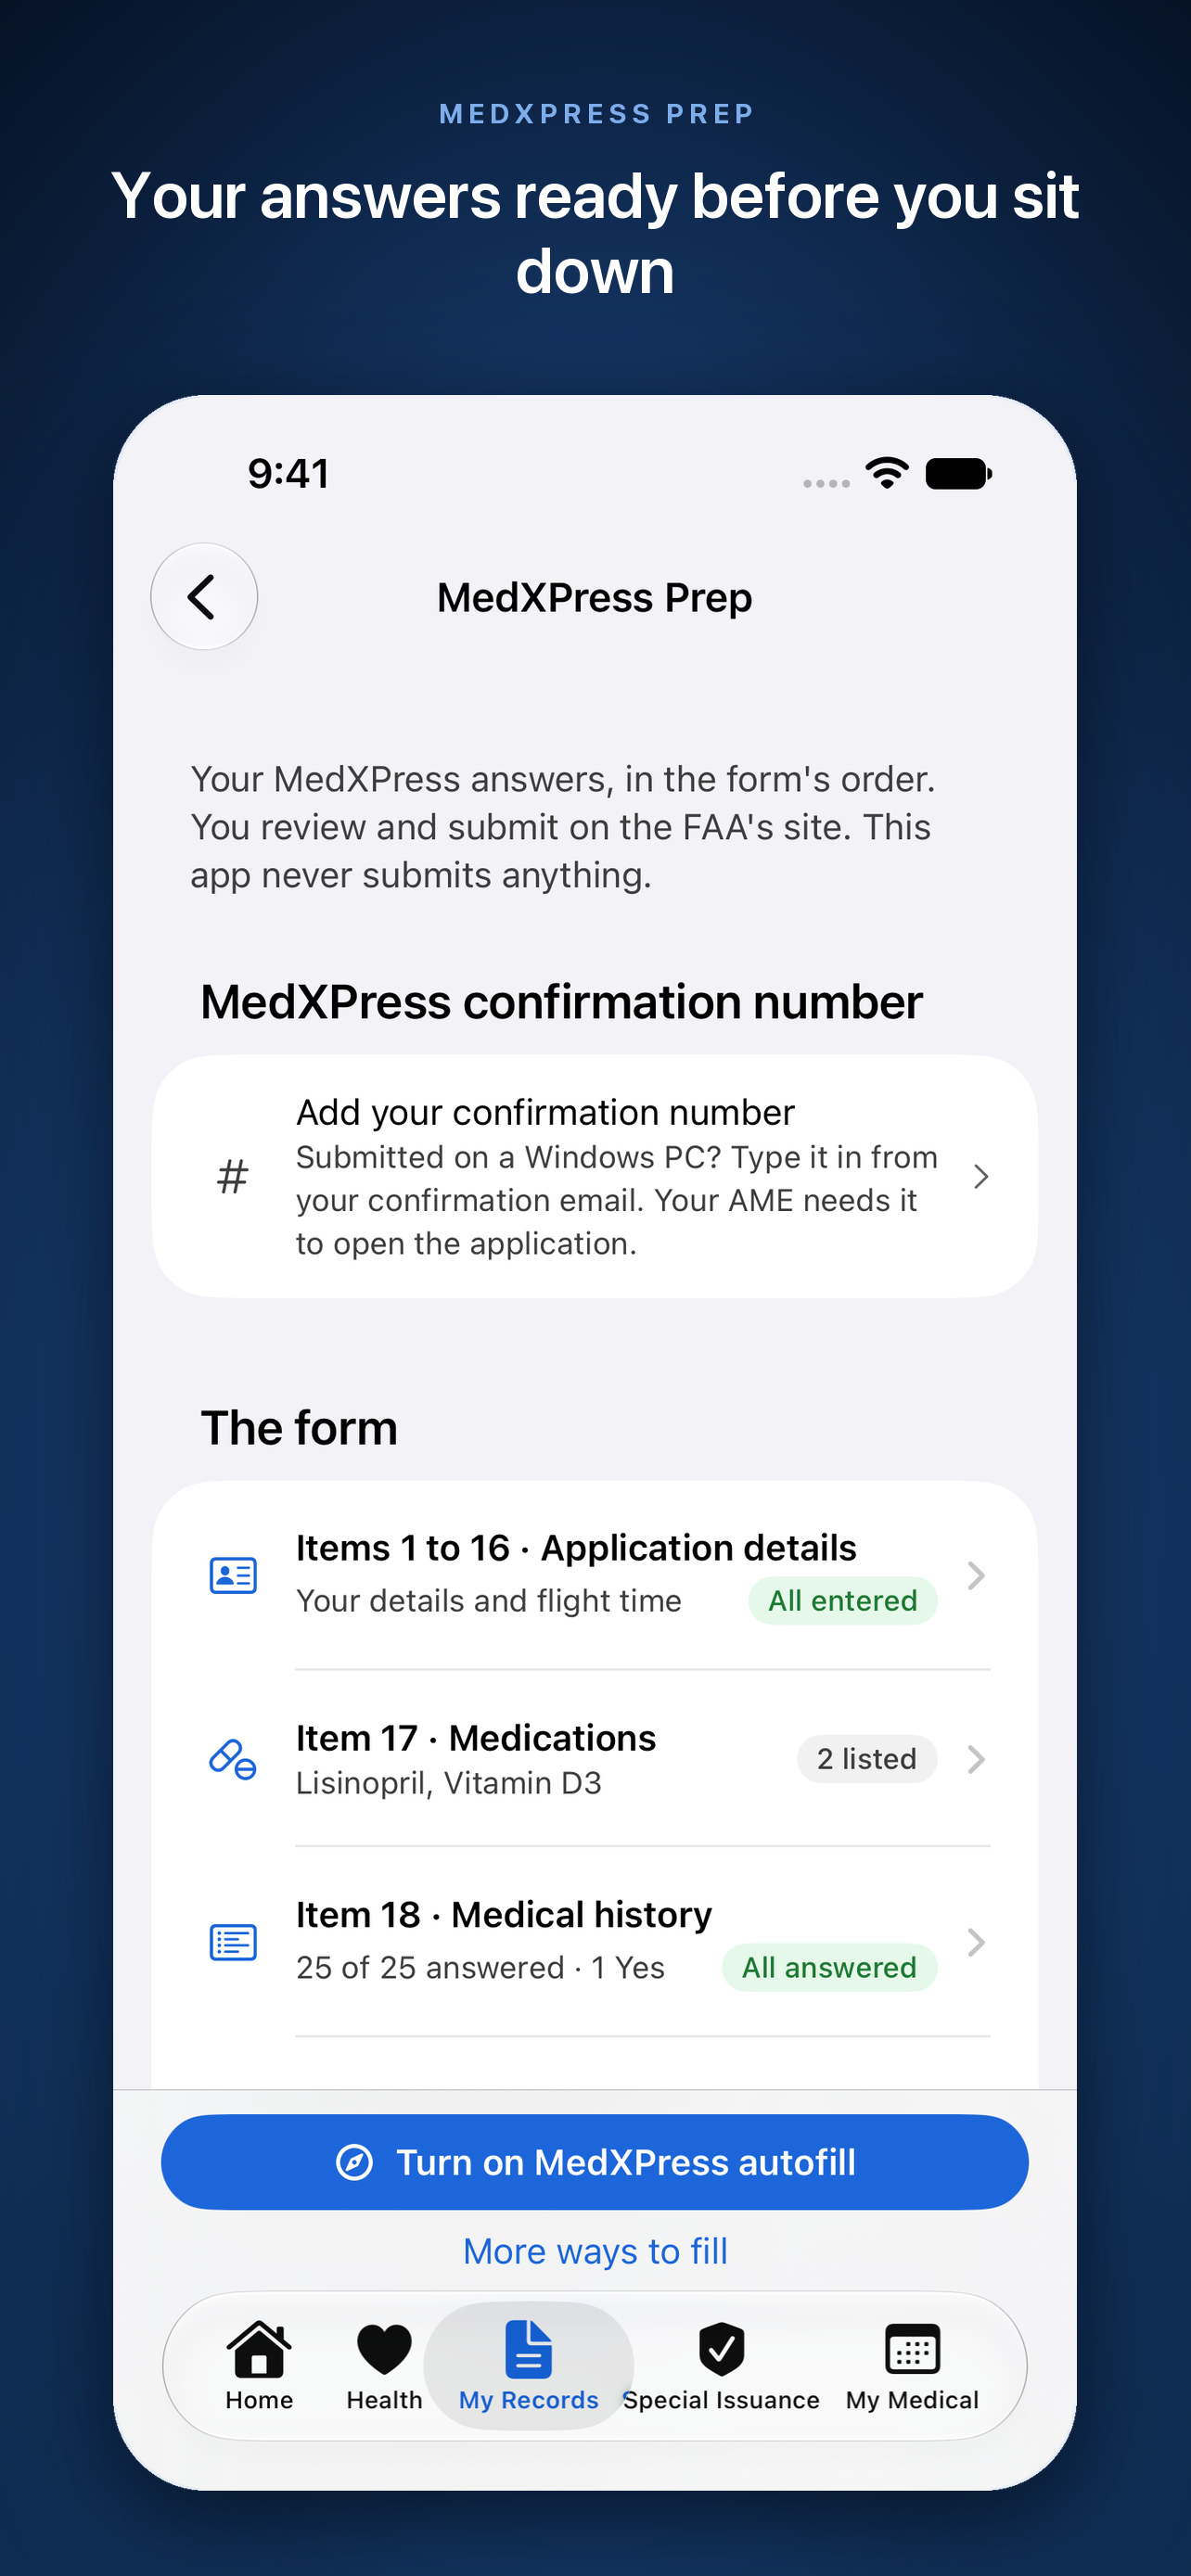 MEDXPRESS PREP
Your answers ready before you sit
down
9:41
MedXPress Prep
Your MedXPress answers, in the form's order.
You review and submit on the FAA's site. This
app never submits anything.
MedXPress confirmation number
#
Add your confirmation number
Submitted on a Windows PC? Type it in from
your confirmation email. Your AME needs it
to open the application.
The form
Items 1 to 16 · Application details
Your details and flight time
All entered
Item 17 · Medications
Lisinopril, Vitamin D3
2 listed
Item 18 · Medical history
25 of 25 answered · 1 Yes
All answered
Turn on MedXPress autofill
More ways to fill
Home
Health
My Records
Special Issuance
My Medical